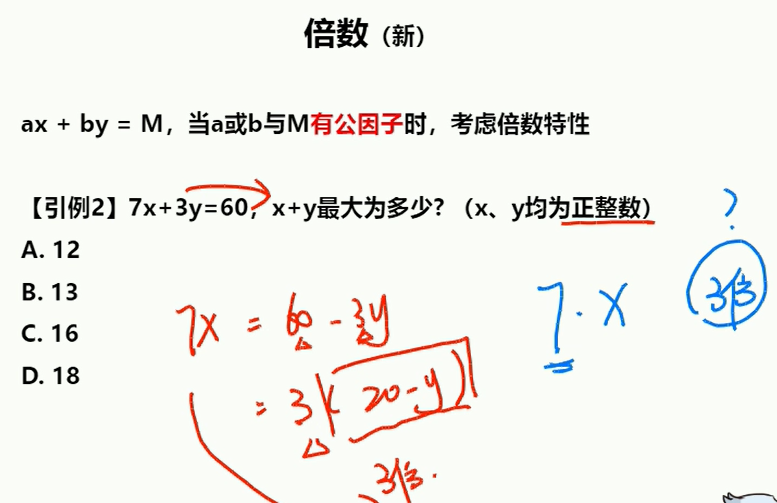 倍数（新）
ax + by = M，当a或b与M有公因子时，考虑倍数特性
【引例2】7x+3y=60，x+y最大为多少？（x、y均为正整数）
A. 12
B. 13
C. 16
D. 18
7x = 60 - 3y
= 3(20-y)
3倍.
7·x
?
3倍